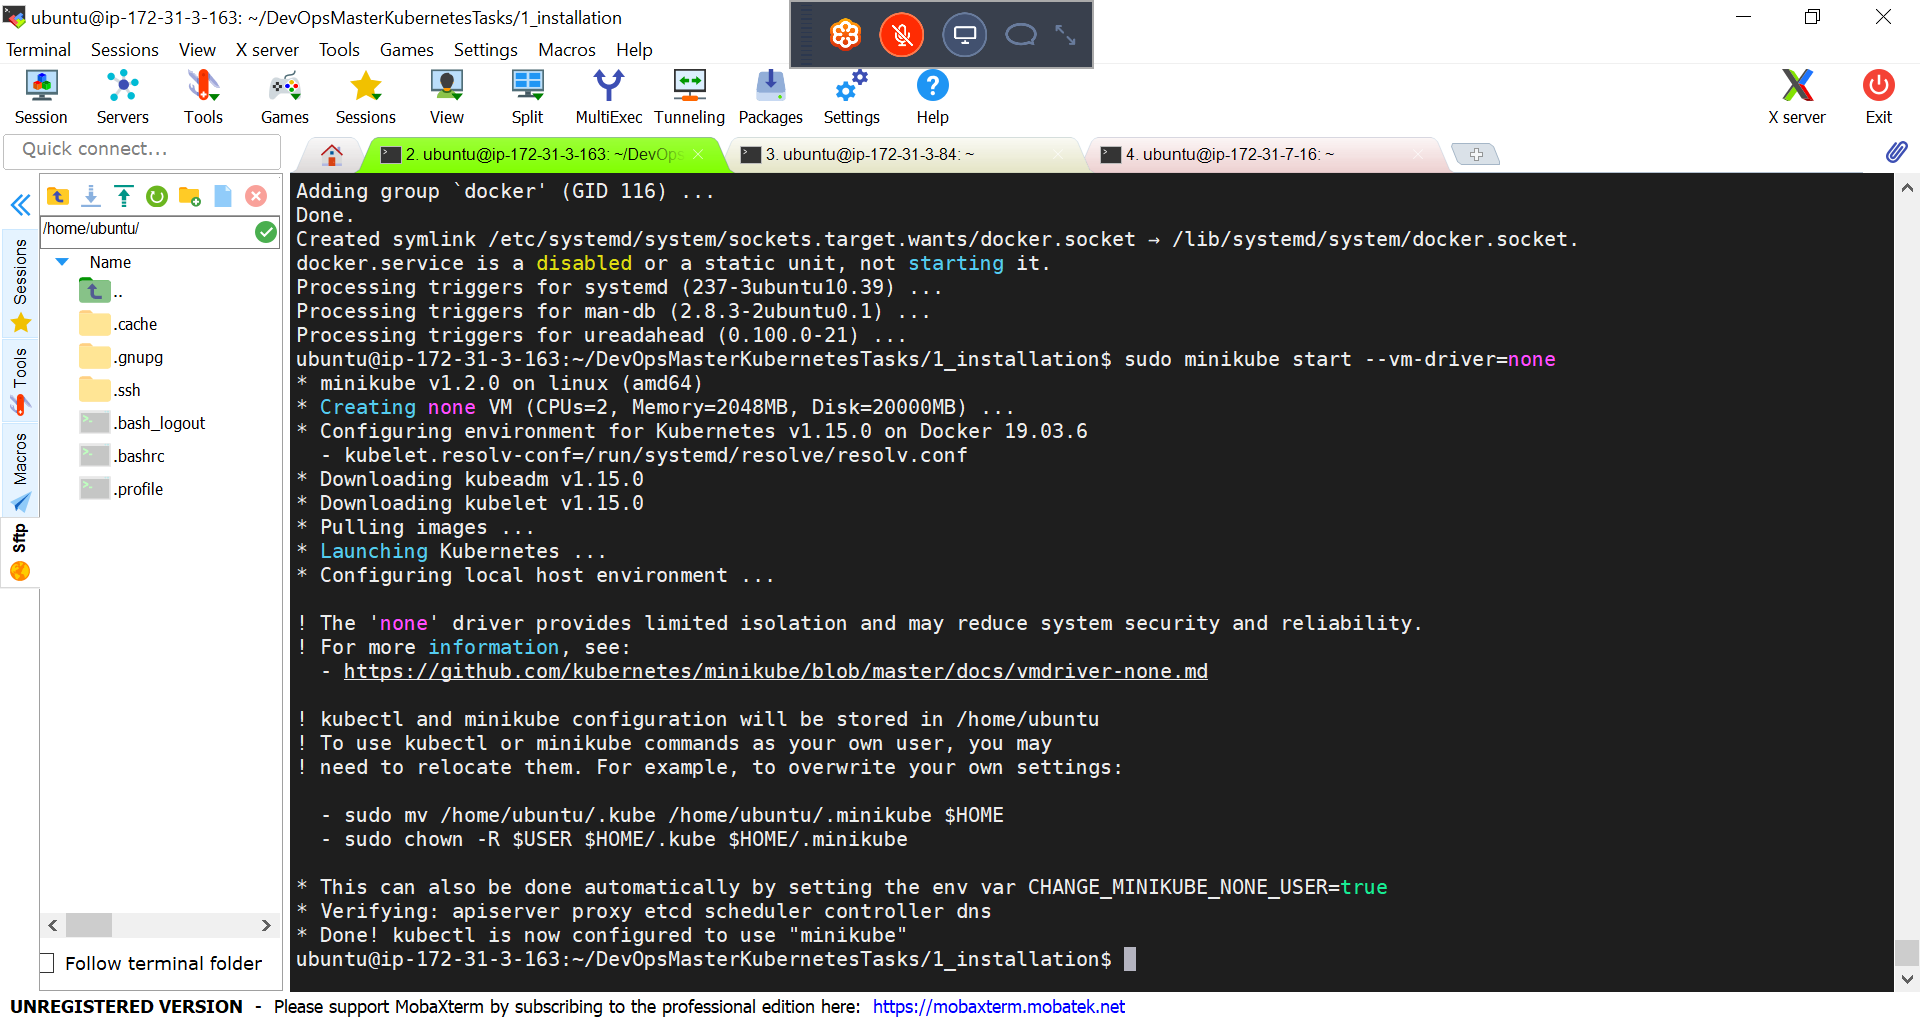 ubuntu@ip-172-31-3-163: ~/DevOpsMasterKubernetesTasks/1_installation
Terminal Sessions View X server Tools Games Settings Macros Help
Session Servers Tools Games Sessions View Split MultiExec Tunneling Packages Settings Help X server Exit
Quick connect...
2. ubuntu@ip-172-31-3-163: ~/DevOps
3. ubuntu@ip-172-31-3-84: ~
4. ubuntu@ip-172-31-7-16: ~
Sessions
Tools
Macros
Sftp
/home/ubuntu/
Name
..
.cache
.gnupg
.ssh
.bash_logout
.bashrc
.profile
Follow terminal folder
Adding group `docker' (GID 116) ...
Done.
Created symlink /etc/systemd/system/sockets.target.wants/docker.socket → /lib/systemd/system/docker.socket.
docker.service is a disabled or a static unit, not starting it.
Processing triggers for systemd (237-3ubuntu10.39) ...
Processing triggers for man-db (2.8.3-2ubuntu0.1) ...
Processing triggers for ureadahead (0.100.0-21) ...
ubuntu@ip-172-31-3-163:~/DevOpsMasterKubernetesTasks/1_installation$ sudo minikube start --vm-driver=none
* minikube v1.2.0 on linux (amd64)
* Creating none VM (CPUs=2, Memory=2048MB, Disk=20000MB) ...
* Configuring environment for Kubernetes v1.15.0 on Docker 19.03.6
  - kubelet.resolv-conf=/run/systemd/resolve/resolv.conf
* Downloading kubeadm v1.15.0
* Downloading kubelet v1.15.0
* Pulling images ...
* Launching Kubernetes ...
* Configuring local host environment ...
! The 'none' driver provides limited isolation and may reduce system security and reliability.
! For more information, see:
  - https://github.com/kubernetes/minikube/blob/master/docs/vmdriver-none.md
! kubectl and minikube configuration will be stored in /home/ubuntu
! To use kubectl or minikube commands as your own user, you may
! need to relocate them. For example, to overwrite your own settings:
  - sudo mv /home/ubuntu/.kube /home/ubuntu/.minikube $HOME
  - sudo chown -R $USER $HOME/.kube $HOME/.minikube
* This can also be done automatically by setting the env var CHANGE_MINIKUBE_NONE_USER=true
* Verifying: apiserver proxy etcd scheduler controller dns
* Done! kubectl is now configured to use "minikube"
ubuntu@ip-172-31-3-163:~/DevOpsMasterKubernetesTasks/1_installation$
UNREGISTERED VERSION - Please support MobaXterm by subscribing to the professional edition here: https://mobaxterm.mobatek.net